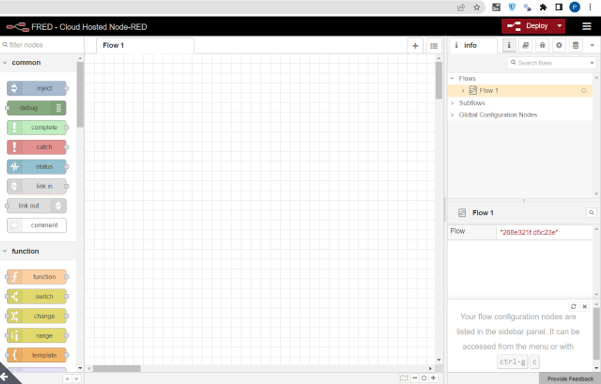 P
FRED - Cloud Hosted Node-RED
Deploy
filter nodes
Flow 1
info
Search flows
common
inject
debug
complete
catch
status
link in
link out
comment
function
function
switch
change
range
template
Flows
Flow 1
Subflows
Global Configuration Nodes
Flow 1
Flow "268e321f.d5c23e"
Your flow configuration nodes are
listed in the sidebar panel. It can be
accessed from the menu or with
ctrl-g c
Provide Feedback